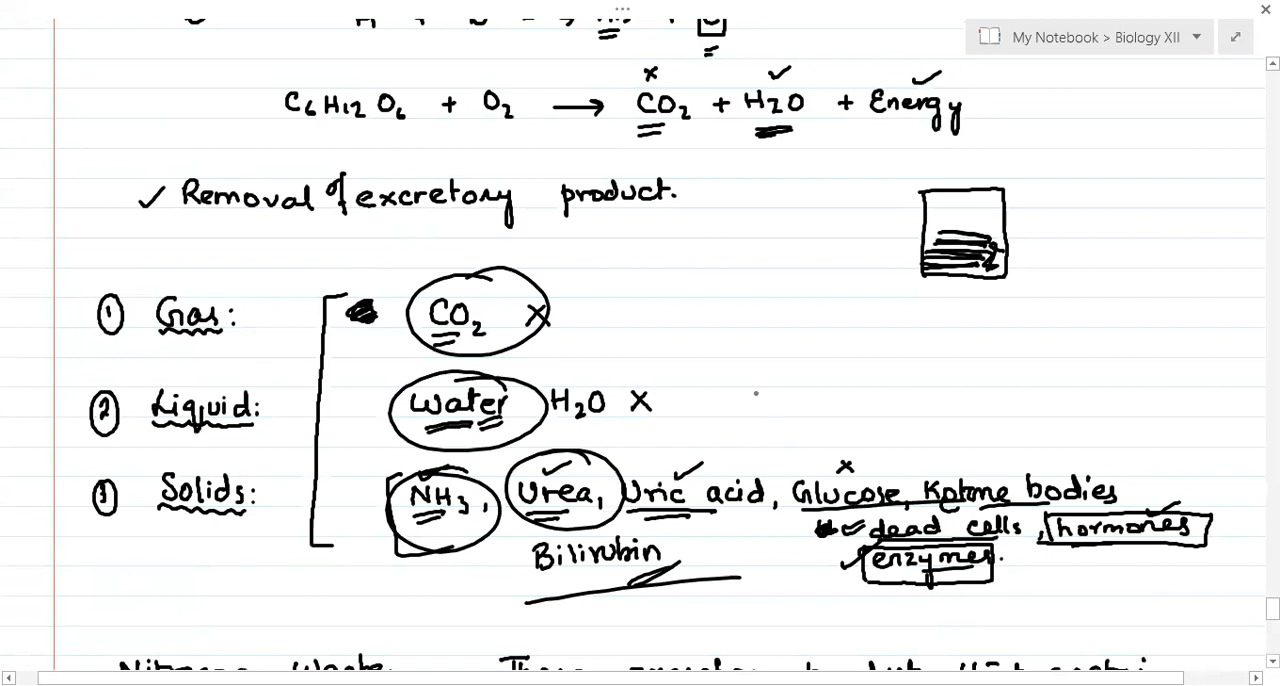 My Notebook > Biology XII
C6H12O6 + O2 → CO2 + H2O + Energy
✓ Removal of excretory product.
① Gas: CO2 X
② Liquid: Water H2O X
③ Solids: NH3, Urea, Uric acid, Glucose, Ketone bodies
dead cells, hormones
Bilirubin
enzymes.